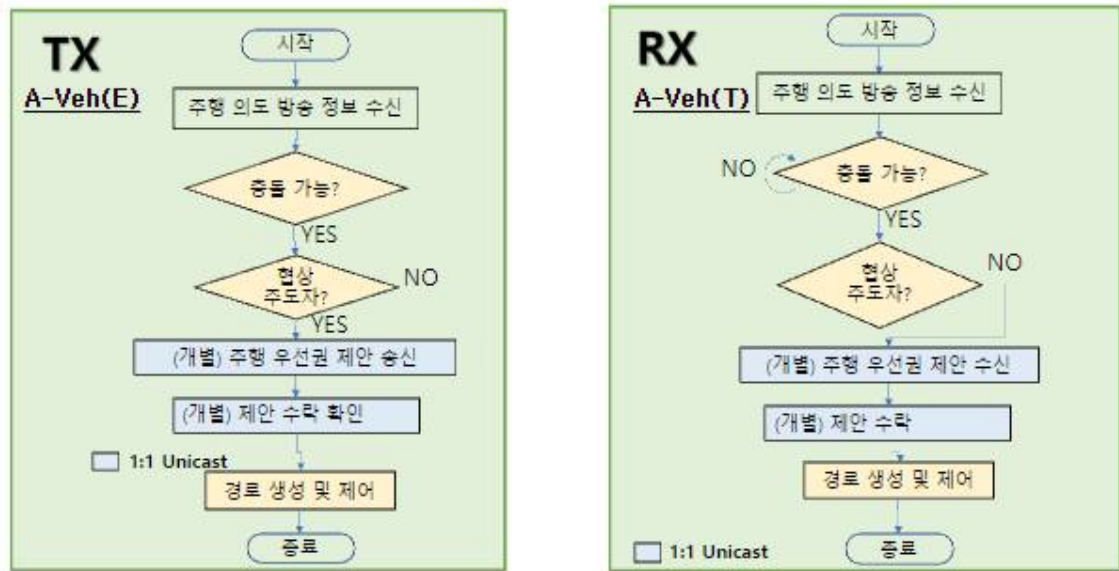 TX
A-Veh(E)
시작
주행 의도 방송 정보 수신
충돌 가능?
YES
협상
주도자?
NO
YES
(개별) 주행 우선권 제안 송신
(개별) 제안 수락 확인
1:1 Unicast
경로 생성 및 제어
종료
RX
A-Veh(T)
시작
주행 의도 방송 정보 수신
NO
충돌 가능?
YES
협상
주도자?
NO
(개별) 주행 우선권 제안 수신
(개별) 제안 수락
경로 생성 및 제어
1:1 Unicast
종료